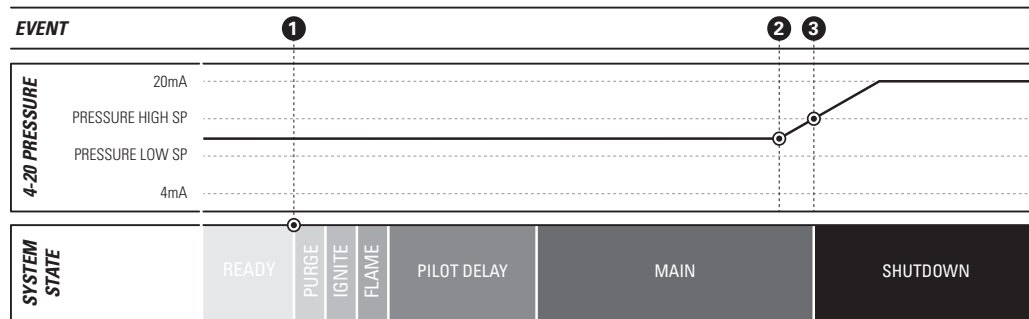 EVENT
1 2 3
4-20 PRESSURE
20mA
PRESSURE HIGH SP
PRESSURE LOW SP
4mA
SYSTEM
STATE
READY
PURGE
IGNITE
FLAME
PILOT DELAY
MAIN
SHUTDOWN